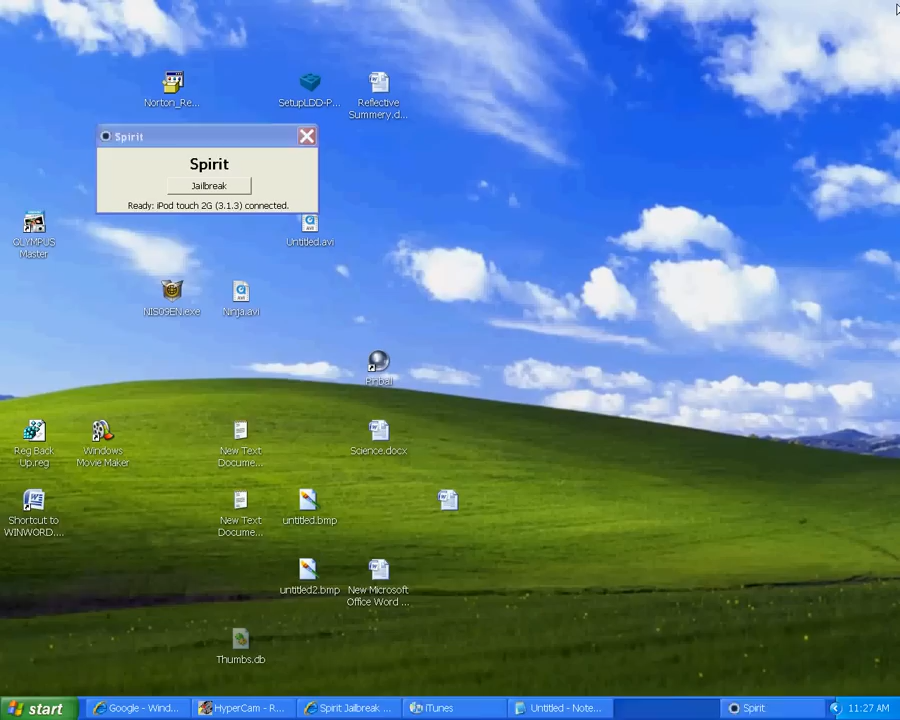 Norton_Re...
SetupLDD-P...
Reflective
Summery.d...
Spirit
Spirit
Jailbreak
Ready: iPod touch 2G (3.1.3) connected.
OLYMPUS
Master
Untitled.avi
NIS09EN.exe
Ninja.avi
Pinball
Reg Back
Up.reg
Windows
Movie Maker
New Text
Docume...
Science.docx
Shortcut to
WINWORD....
New Text
Docume...
untitled.bmp
untitled2.bmp
New Microsoft
Office Word ...
Thumbs.db
start
Google - Wind...
HyperCam - R...
Spirit Jailbreak ...
iTunes
Untitled - Note...
Spirit
11:27 AM